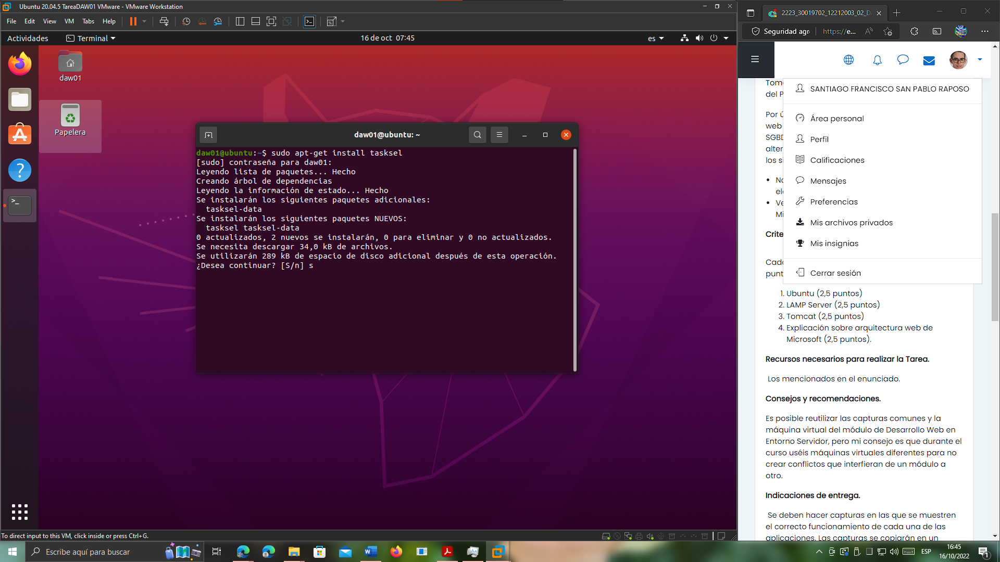 Ubuntu 20.04.5 TareaDAW01 VMware - VMware Workstation
File Edit View VM Tabs Help
Actividades
Terminal
16 de oct 07:45
es
daw01
Papelera
daw01@ubuntu: ~
daw01@ubuntu:~$ sudo apt-get install tasksel
[sudo] contraseña para daw01:
Leyendo lista de paquetes... Hecho
Creando árbol de dependencias
Leyendo la información de estado... Hecho
Se instalarán los siguientes paquetes adicionales:
tasksel-data
Se instalarán los siguientes paquetes NUEVOS:
tasksel tasksel-data
0 actualizados, 2 nuevos se instalarán, 0 para eliminar y 0 no actualizados.
Se necesita descargar 34,0 kB de archivos.
Se utilizarán 289 kB de espacio de disco adicional después de esta operación.
¿Desea continuar? [S/n] s
To direct input to this VM, click inside or press Ctrl+G.
2223_30019702_12212003_02_D
Seguridad agr
https://e...
Tom
del P
Por ú
web
SGBD
alter
los si
No
ele
Ve
Mi
Crite
Cada
punt
SANTIAGO FRANCISCO SAN PABLO RAPOSO
Área personal
Perfil
Calificaciones
Mensajes
Preferencias
Mis archivos privados
Mis insignias
Cerrar sesión
1. Ubuntu (2,5 puntos)
2. LAMP Server (2,5 puntos)
3. Tomcat (2,5 puntos)
4. Explicación sobre arquitectura web de
Microsoft (2,5 puntos).
Recursos necesarios para realizar la Tarea.
Los mencionados en el enunciado.
Consejos y recomendaciones.
Es posible reutilizar las capturas comunes y la
máquina virtual del módulo de Desarrollo Web en
Entorno Servidor, pero mi consejo es que durante el
curso uséis máquinas virtuales diferentes para no
crear conflictos que interfieran de un módulo a
otro.
Indicaciones de entrega.
Se deben hacer capturas en las que se muestren
el correcto funcionamiento de cada una de las
aplicaciones. Las capturas se copiarán en un
Escribe aquí para buscar
ESP
16:45
16/10/2022
1